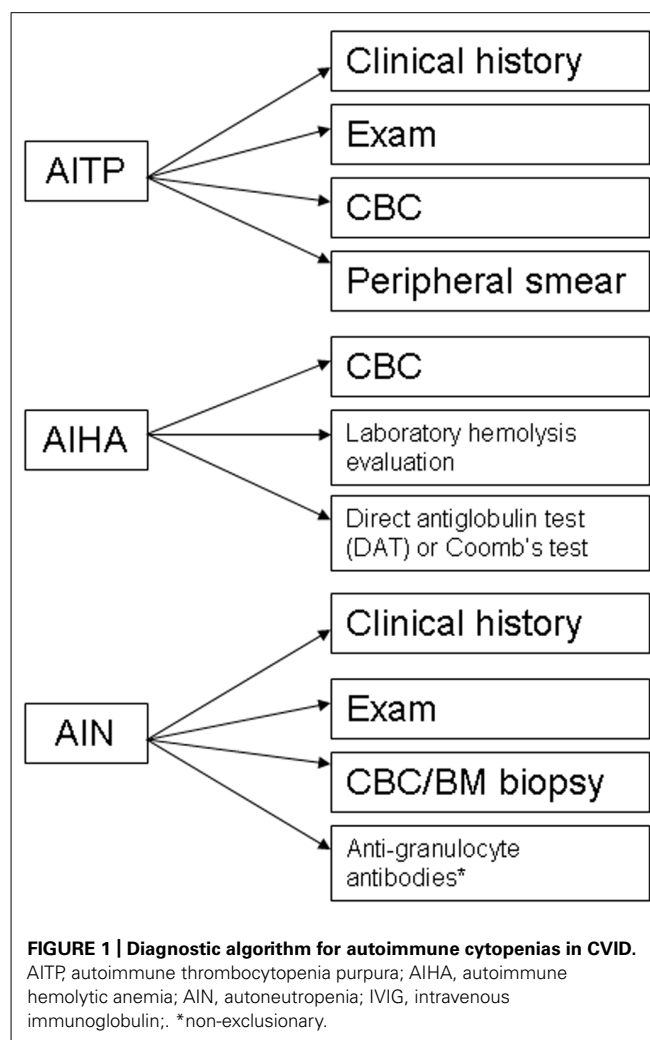 AITP
Clinical history
Exam
CBC
Peripheral smear
AIHA
CBC
Laboratory hemolysis
evaluation
Direct antiglobulin test
(DAT) or Coomb's test
AIN
Clinical history
Exam
CBC/BM biopsy
Anti-granulocyte
antibodies*
FIGURE 1 | Diagnostic algorithm for autoimmune cytopenias in CVID.
AITP, autoimmune thrombocytopenia purpura; AIHA, autoimmune
hemolytic anemia; AIN, autoneutropenia; IVIG, intravenous
immunoglobulin;. *non-exclusionary.